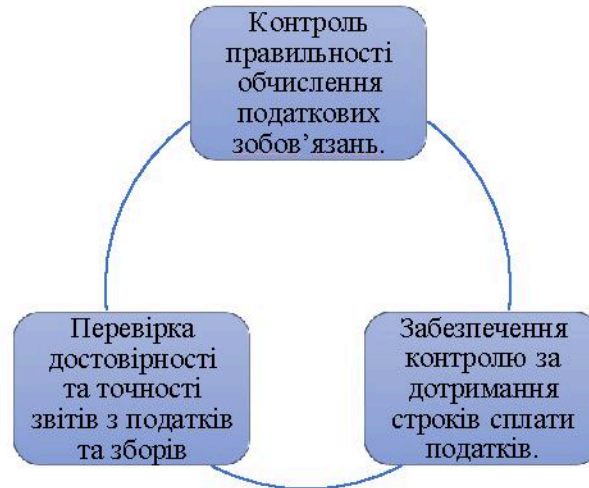 Контроль
правильності
обчислення
податкових
зобов’язань.
Перевірка
достовірності
та точності
звітів з податків
та зборів
Забезпечення
контролю за
дотримання
строків сплати
податків.